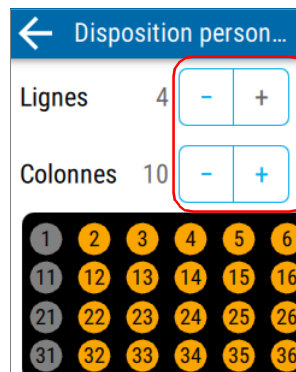 Disposition person...
Lignes 4 - +
Colonnes 10 - +
1 2 3 4 5 6
11 12 13 14 15 16
21 22 23 24 25 26
31 32 33 34 35 36